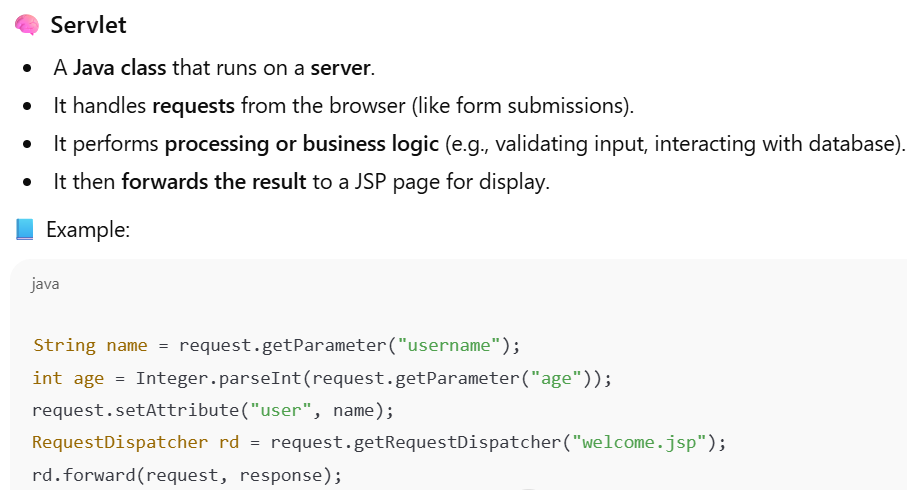 🧠 Servlet
• A Java class that runs on a server.
• It handles requests from the browser (like form submissions).
• It performs processing or business logic (e.g., validating input, interacting with database).
• It then forwards the result to a JSP page for display.
📘 Example:
java
String name = request.getParameter("username");
int age = Integer.parseInt(request.getParameter("age"));
request.setAttribute("user", name);
RequestDispatcher rd = request.getRequestDispatcher("welcome.jsp");
rd.forward(request, response);